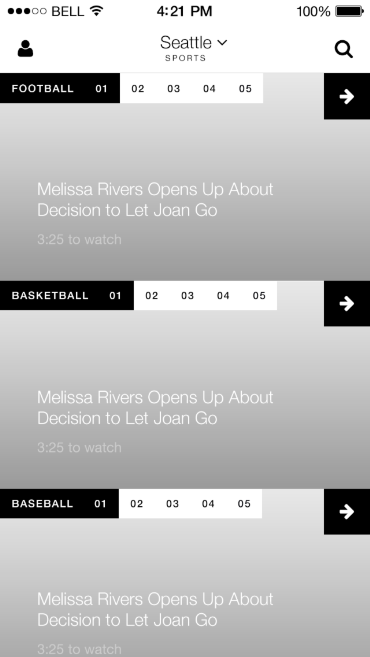 BELL 4:21 PM 100%
Seattle
SPORTS
FOOTBALL 01 02 03 04 05
Melissa Rivers Opens Up About
Decision to Let Joan Go
3:25 to watch
BASKETBALL 01 02 03 04 05
Melissa Rivers Opens Up About
Decision to Let Joan Go
3:25 to watch
BASEBALL 01 02 03 04 05
Melissa Rivers Opens Up About
Decision to Let Joan Go
3:25 to watch